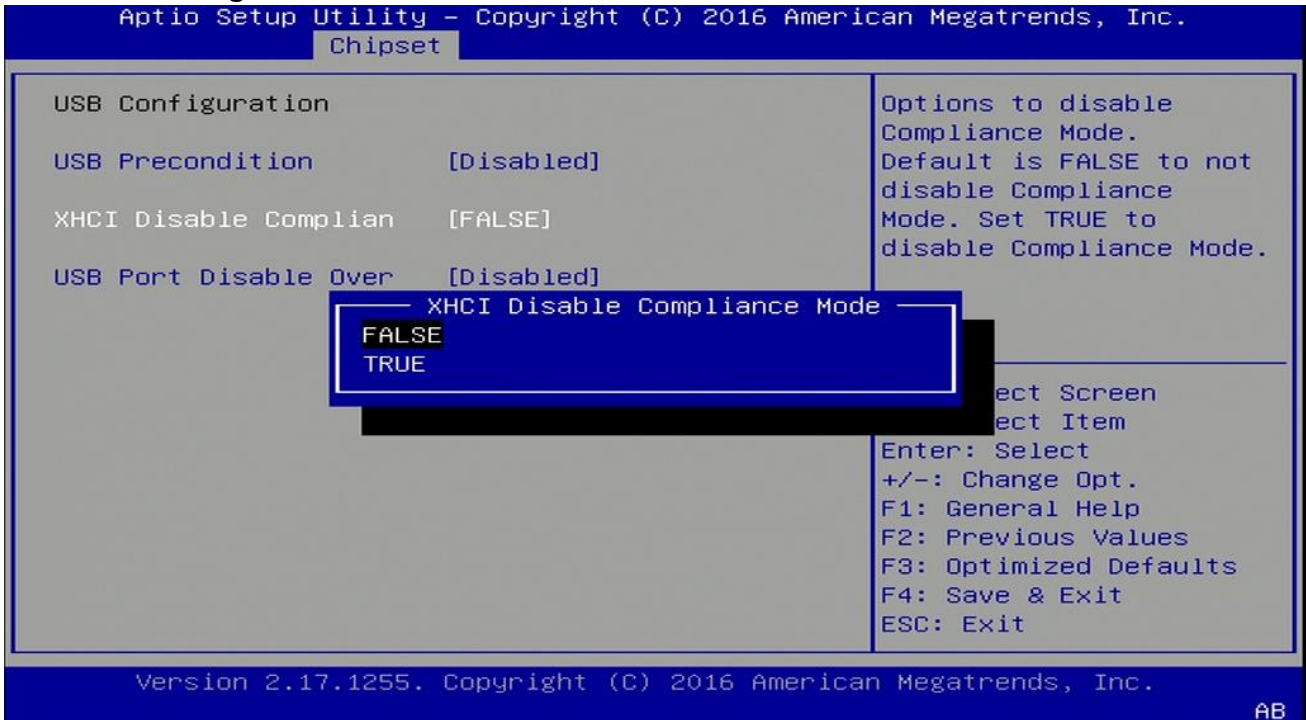 Aptio Setup Utility – Copyright (C) 2016 American Megatrends, Inc.
Chipset
USB Configuration
USB Precondition [Disabled]
XHCI Disable Complian [FALSE]
USB Port Disable Over [Disabled]
XHCI Disable Compliance Mode
FALSE
TRUE
Options to disable
Compliance Mode.
Default is FALSE to not
disable Compliance
Mode. Set TRUE to
disable Compliance Mode.
ect Screen
ect Item
Enter: Select
+/-: Change Opt.
F1: General Help
F2: Previous Values
F3: Optimized Defaults
F4: Save & Exit
ESC: Exit
Version 2.17.1255. Copyright (C) 2016 American Megatrends, Inc.
AB